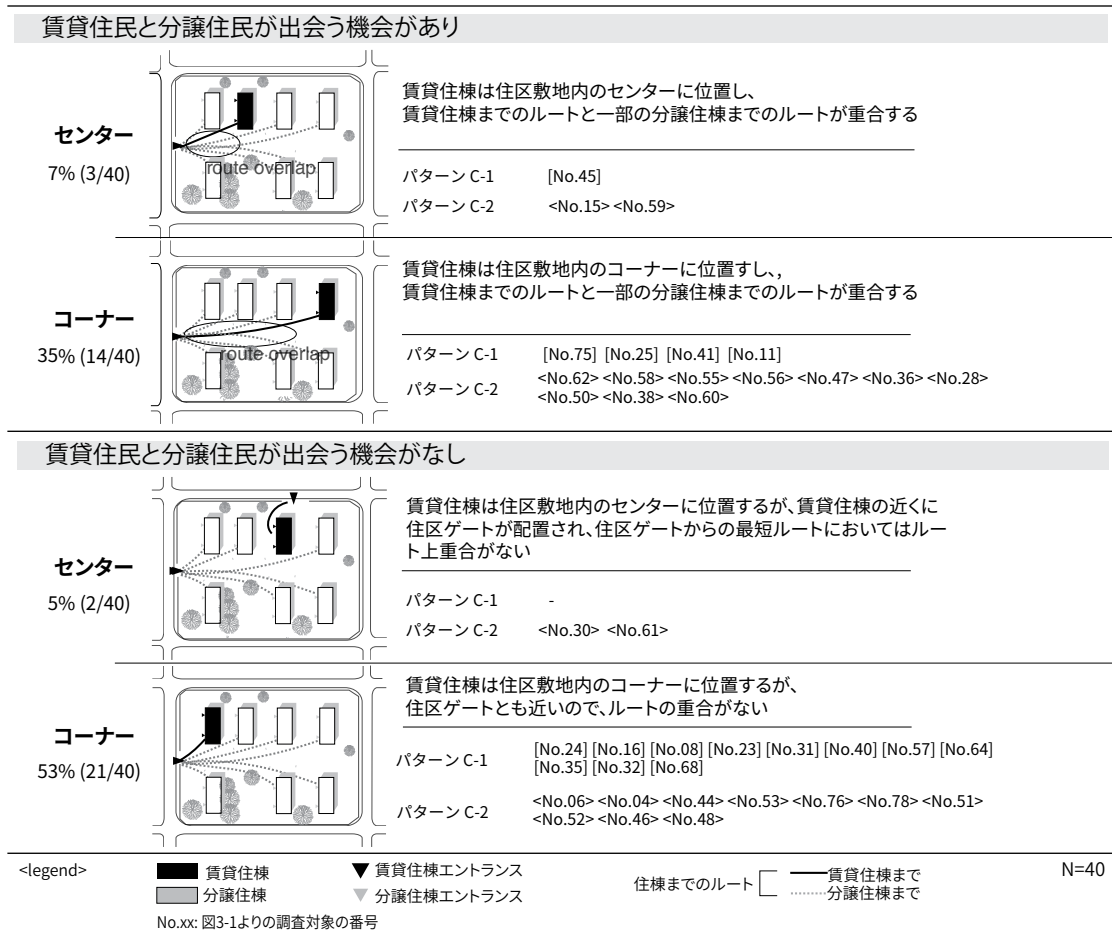 賃貸住民と分譲住民が出会う機会があり
センター
7% (3/40)
route overlap
賃貸住棟は住区敷地内のセンターに位置し、
賃貸住棟までのルートと一部の分譲住棟までのルートが重合する
パターン C-1 [No.45]
パターン C-2 <No.15> <No.59>
コーナー
35% (14/40)
route overlap
賃貸住棟は住区敷地内のコーナーに位置すし、,
賃貸住棟までのルートと一部の分譲住棟までのルートが重合する
パターン C-1 [No.75] [No.25] [No.41] [No.11]
パターン C-2 <No.62> <No.58> <No.55> <No.56> <No.47> <No.36> <No.28>
<No.50> <No.38> <No.60>
賃貸住民と分譲住民が出会う機会がなし
センター
5% (2/40)
賃貸住棟は住区敷地内のセンターに位置するが、賃貸住棟の近くに
住区ゲートが配置され、住区ゲートからの最短ルートにおいてはルー
ト上重合がない
パターン C-1 -
パターン C-2 <No.30> <No.61>
コーナー
53% (21/40)
賃貸住棟は住区敷地内のコーナーに位置するが、
住区ゲートとも近いので、ルートの重合がない
パターン C-1 [No.24] [No.16] [No.08] [No.23] [No.31] [No.40] [No.57] [No.64]
[No.35] [No.32] [No.68]
パターン C-2 <No.06> <No.04> <No.44> <No.53> <No.76> <No.78> <No.51>
<No.52> <No.46> <No.48>
<legend> 賃貸住棟 ▼ 賃貸住棟エントランス 住棟までのルート 賃貸住棟まで N=40
分譲住棟 ▼ 分譲住棟エントランス 分譲住棟まで
No.xx: 図3-1よりの調査対象の番号